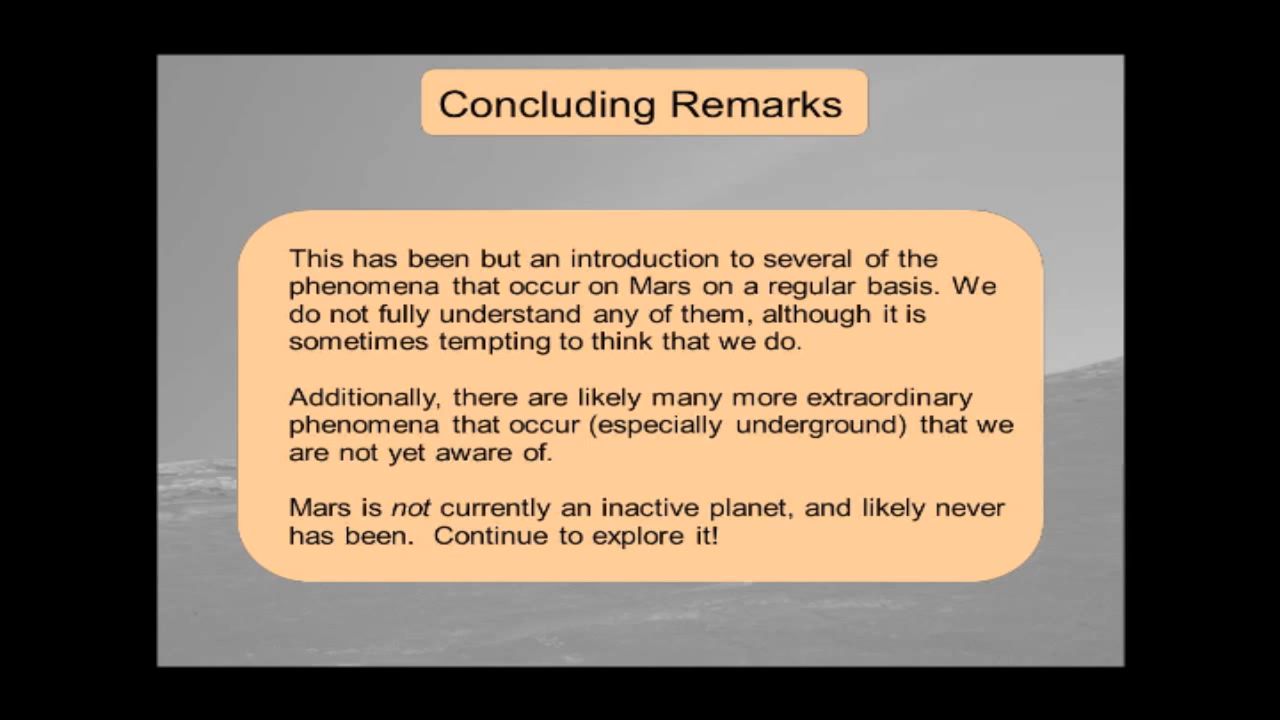 Concluding Remarks
This has been but an introduction to several of the
phenomena that occur on Mars on a regular basis. We
do not fully understand any of them, although it is
sometimes tempting to think that we do.
Additionally, there are likely many more extraordinary
phenomena that occur (especially underground) that we
are not yet aware of.
Mars is not currently an inactive planet, and likely never
has been. Continue to explore it!